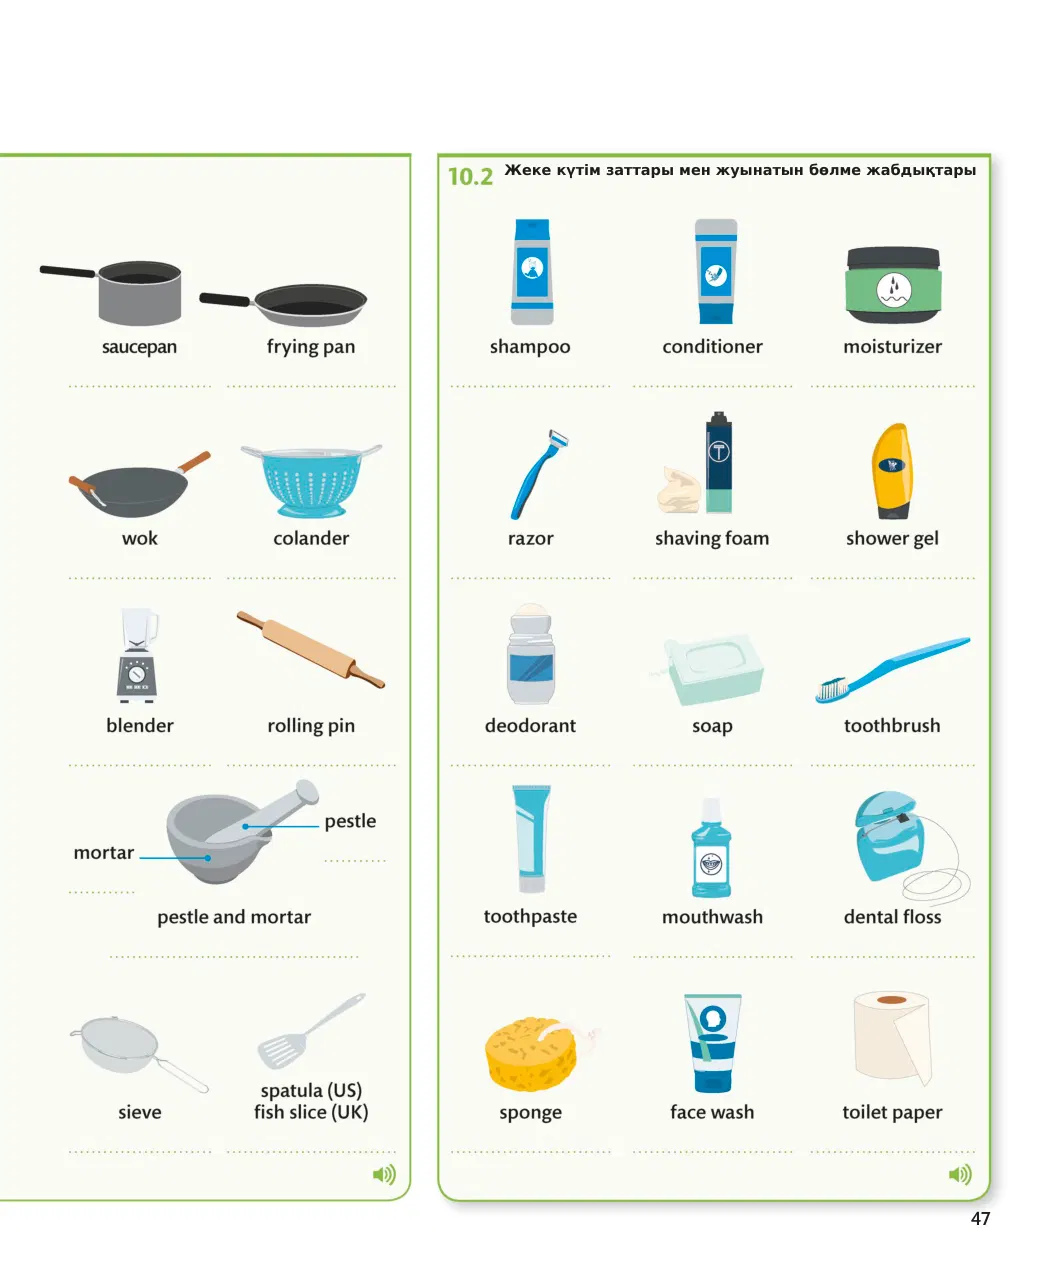 saucepan
frying pan
wok
colander
blender
rolling pin
pestle
mortar
pestle and mortar
spatula (US)
sieve
fish slice (UK)
10.2 Жеке күтім заттары мен жуынатын бөлме жабдықтары
shampoo
conditioner
moisturizer
razor
shaving foam
shower gel
deodorant
soap
toothbrush
toothpaste
mouthwash
dental floss
sponge
face wash
toilet paper
47